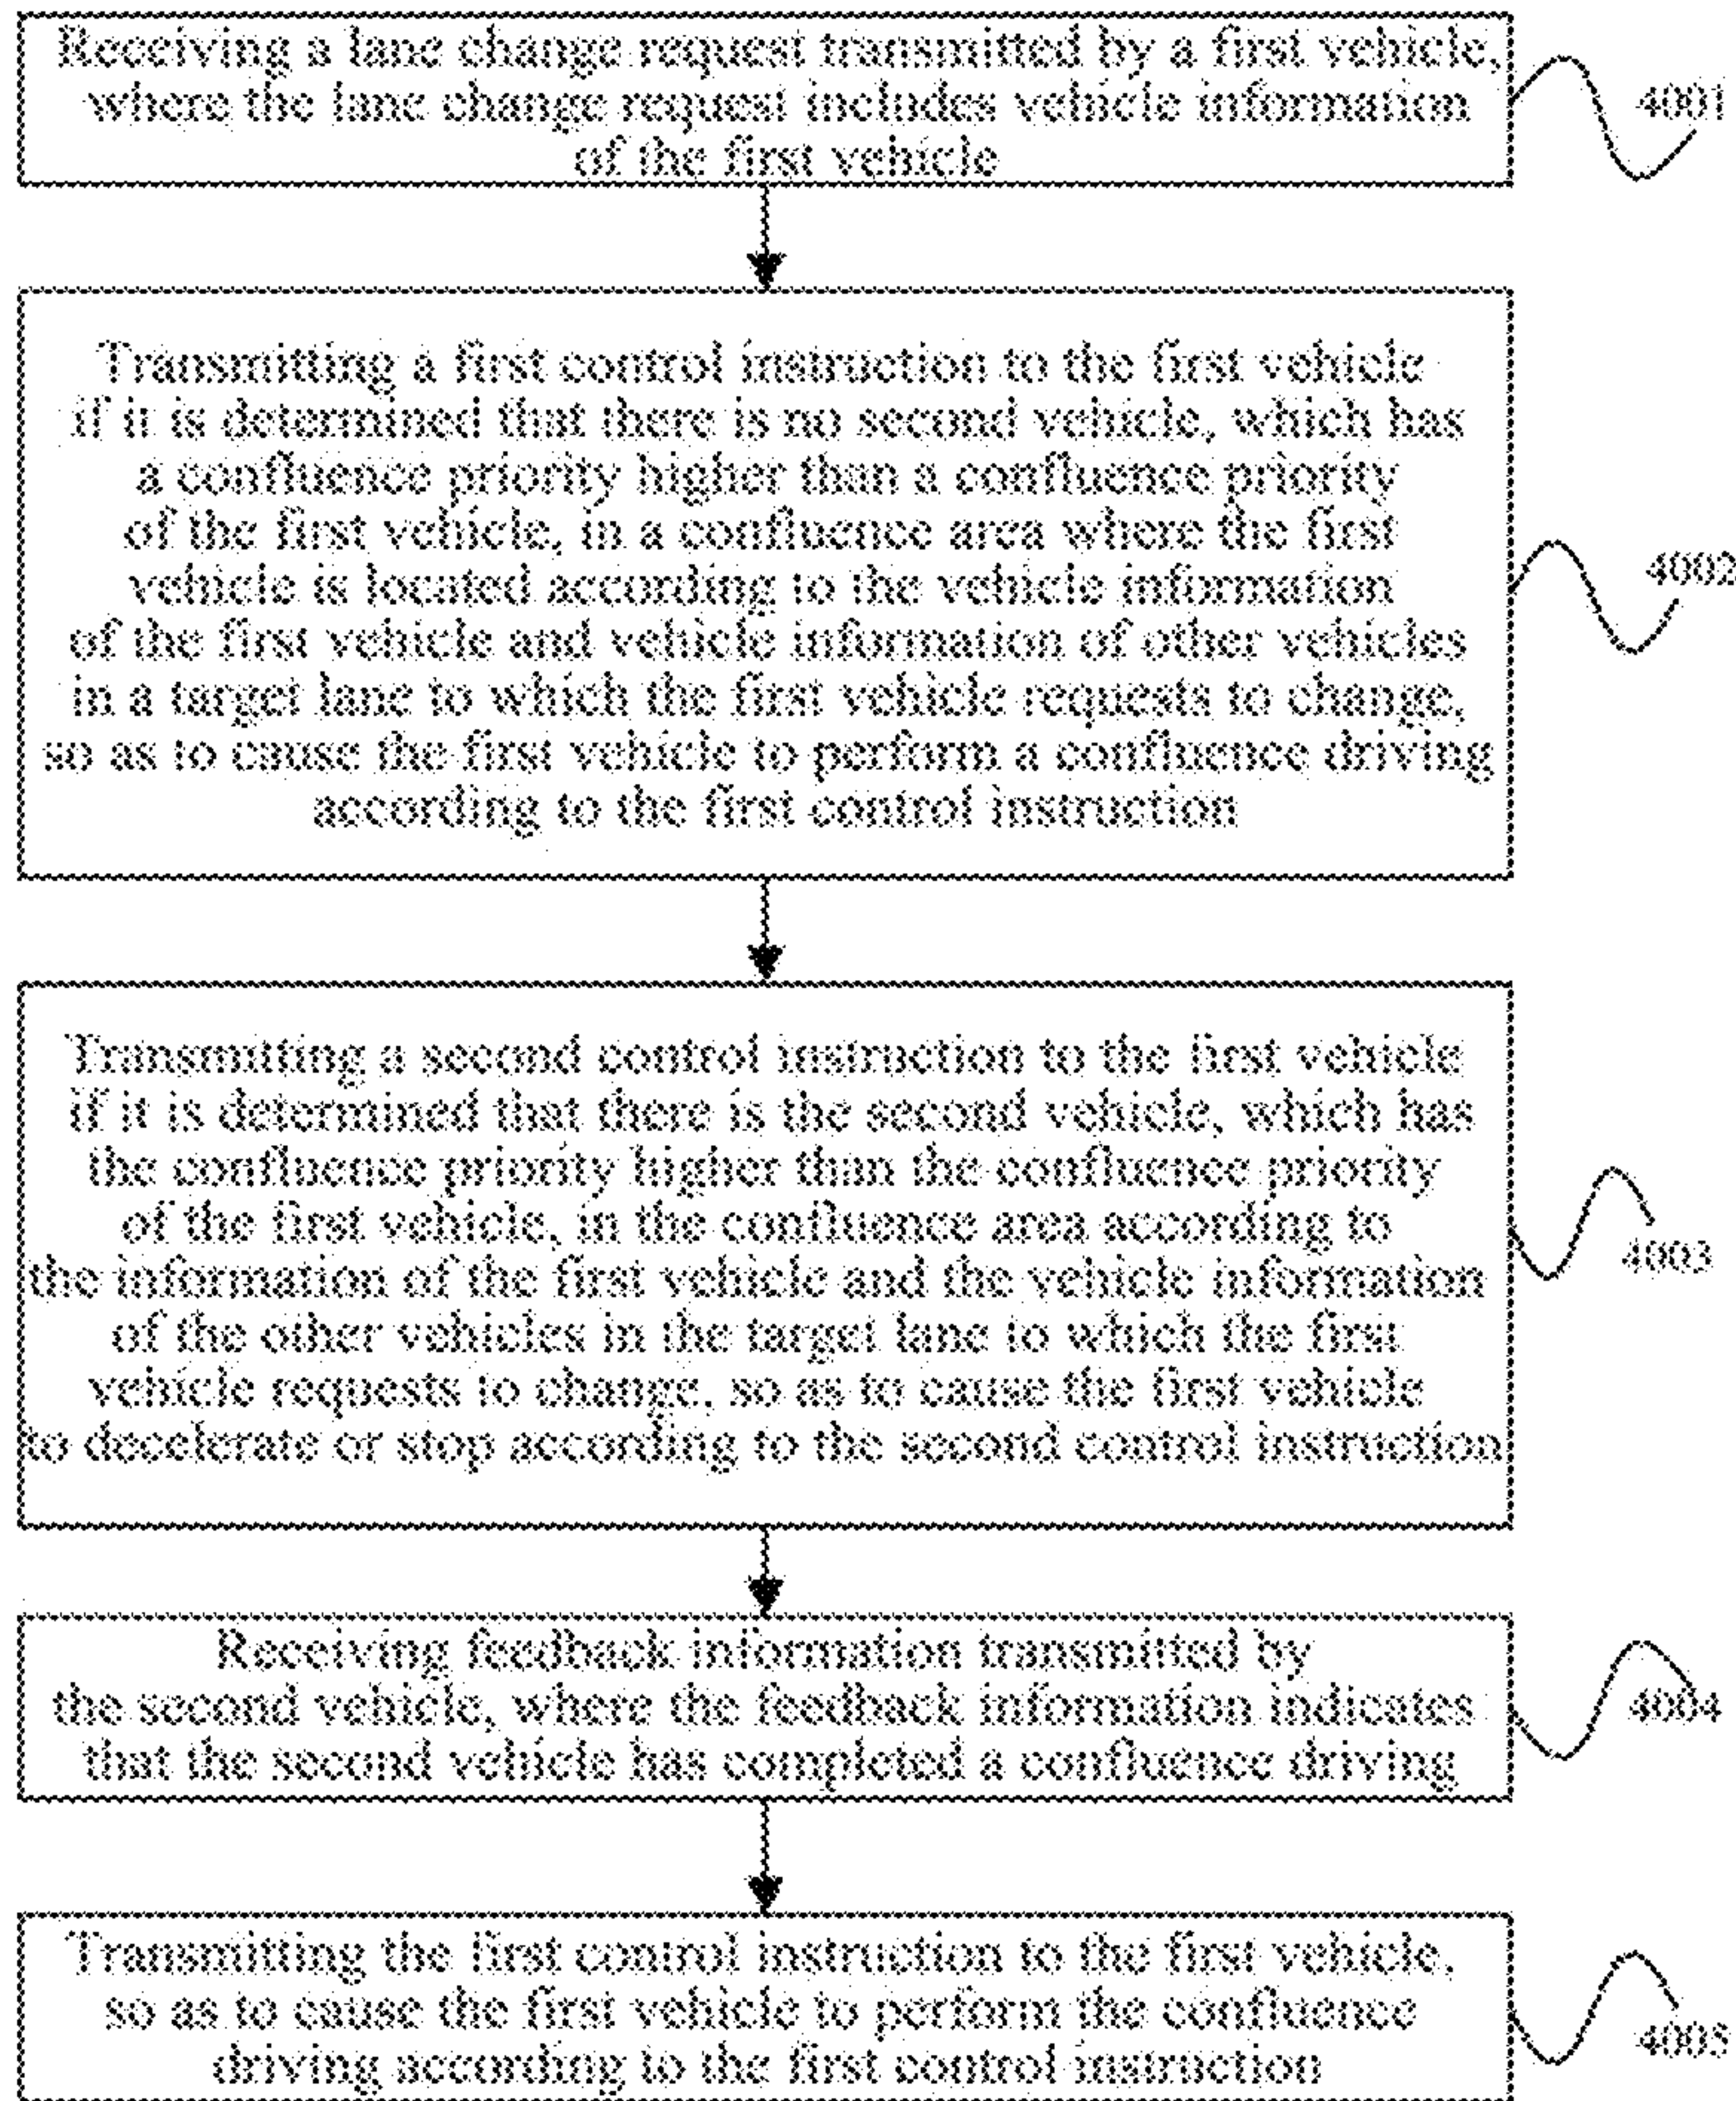 Receiving a lane change request transmitted by a first vehicle,
where the lane change request includes vehicle information
of the first vehicle
4001
Transmitting a first control instruction to the first vehicle
if it is determined that there is no second vehicle, which has
a confluence priority higher than a confluence priority
of the first vehicle, in a confluence area where the first
vehicle is located according to the vehicle information
of the first vehicle and vehicle information of other vehicles
in a target lane to which the first vehicle requests to change,
so as to cause the first vehicle to perform a confluence driving
according to the first control instruction
4002
Transmitting a second control instruction to the first vehicle
if it is determined that there is the second vehicle, which has
the confluence priority higher than the confluence priority
of the first vehicle, in the confluence area according to
the information of the first vehicle and the vehicle information
of the other vehicles in the target lane to which the first
vehicle requests to change, so as to cause the first vehicle
to decelerate or stop according to the second control instruction
4003
Receiving feedback information transmitted by
the second vehicle, where the feedback information indicates
that the second vehicle has completed a confluence driving
4004
Transmitting the first control instruction to the first vehicle,
so as to cause the first vehicle to perform the confluence
driving according to the first control instruction
4005